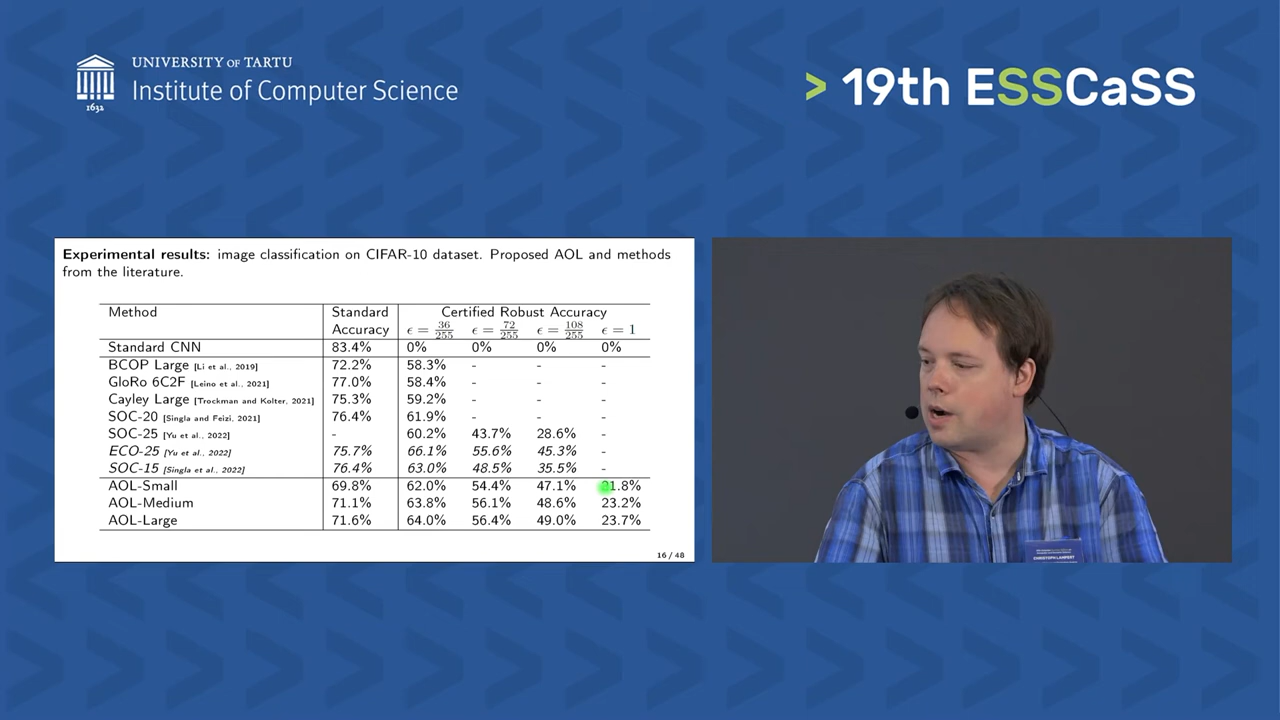 UNIVERSITY OF TARTU
Institute of Computer Science
1632
> 19th ESSCaSS
Experimental results: image classification on CIFAR-10 dataset. Proposed AOL and methods
from the literature.
Method Standard Certified Robust Accuracy
Accuracy ϵ = 36/255 ϵ = 72/255 ϵ = 108/255 ϵ = 1
Standard CNN 83.4% 0% 0% 0% 0%
BCOP Large [Li et al., 2019] 72.2% 58.3% - - -
GloRo 6C2F [Leino et al., 2021] 77.0% 58.4% - - -
Cayley Large [Trockman and Kolter, 2021] 75.3% 59.2% - - -
SOC-20 [Singla and Feizi, 2021] 76.4% 61.9% - - -
SOC-25 [Yu et al., 2022] - 60.2% 43.7% 28.6% -
ECO-25 [Yu et al., 2022] 75.7% 66.1% 55.6% 45.3% -
SOC-15 [Singla et al., 2022] 76.4% 63.0% 48.5% 35.5% -
AOL-Small 69.8% 62.0% 54.4% 47.1% 21.8%
AOL-Medium 71.1% 63.8% 56.1% 48.6% 23.2%
AOL-Large 71.6% 64.0% 56.4% 49.0% 23.7%
16 / 48
CHRISTOPH LAMPERT